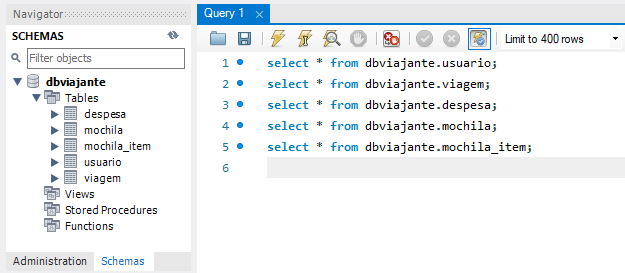 Navigator
SCHEMAS
Filter objects
dbviajante
Tables
despesa
mochila
mochila_item
usuario
viagem
Views
Stored Procedures
Functions
Administration Schemas
Query 1
Limit to 400 rows
1 select * from dbviajante.usuario;
2 select * from dbviajante.viagem;
3 select * from dbviajante.despesa;
4 select * from dbviajante.mochila;
5 select * from dbviajante.mochila_item;
6